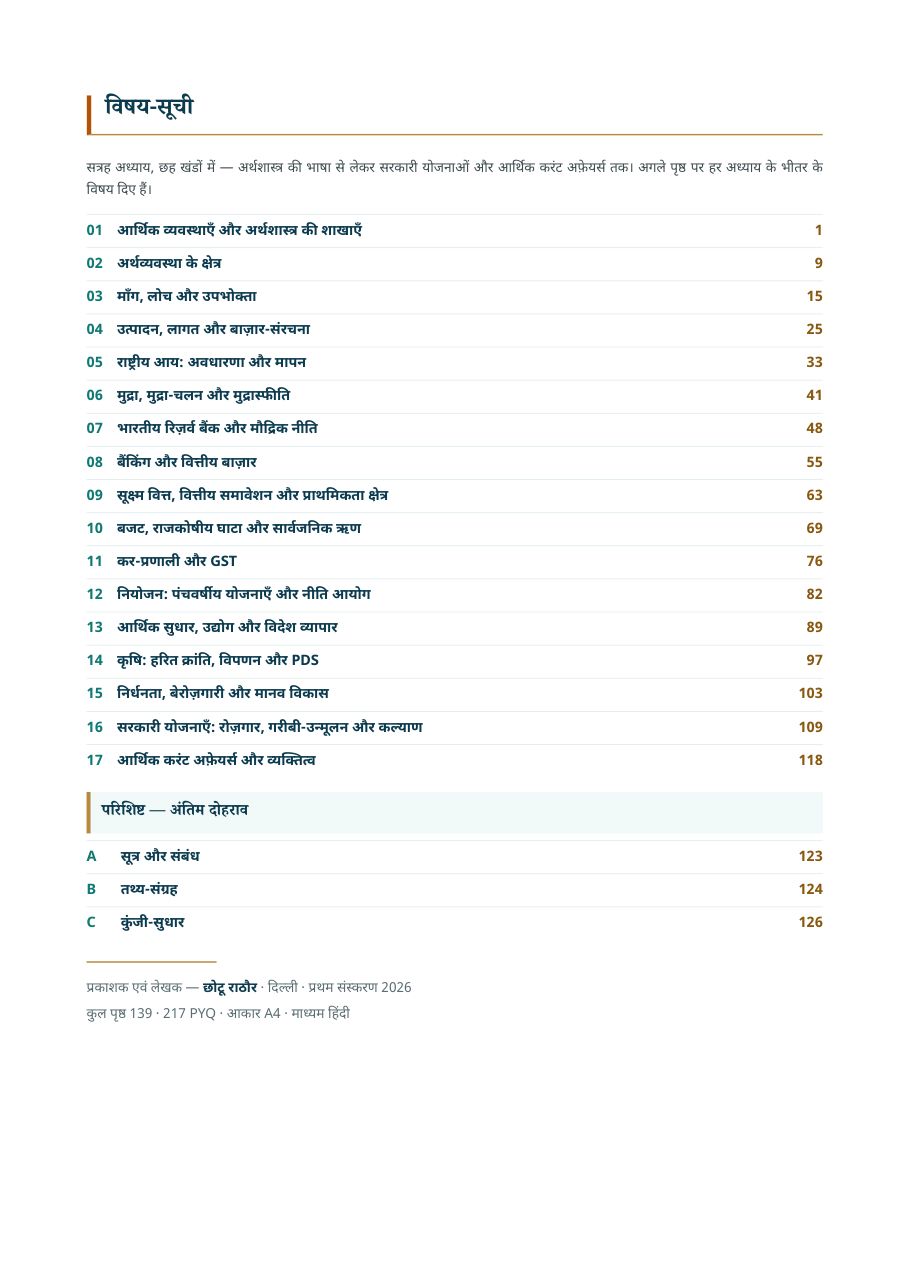 विषय-सूची
सत्रह अध्याय, छह खंडों में — अर्थशास्त्र की भाषा से लेकर सरकारी योजनाओं और आर्थिक करंट अफ़ेयर्स तक। अगले पृष्ठ पर हर अध्याय के भीतर के
विषय दिए हैं।
01 आर्थिक व्यवस्थाएँ और अर्थशास्त्र की शाखाएँ 1
02 अर्थव्यवस्था के क्षेत्र 9
03 माँग, लोच और उपभोक्ता 15
04 उत्पादन, लागत और बाज़ार-संरचना 25
05 राष्ट्रीय आय: अवधारणा और मापन 33
06 मुद्रा, मुद्रा-चलन और मुद्रास्फीति 41
07 भारतीय रिज़र्व बैंक और मौद्रिक नीति 48
08 बैंकिंग और वित्तीय बाज़ार 55
09 सूक्ष्म वित्त, वित्तीय समावेशन और प्राथमिकता क्षेत्र 63
10 बजट, राजकोषीय घाटा और सार्वजनिक ऋण 69
11 कर-प्रणाली और GST 76
12 नियोजन: पंचवर्षीय योजनाएँ और नीति आयोग 82
13 आर्थिक सुधार, उद्योग और विदेश व्यापार 89
14 कृषि: हरित क्रांति, विपणन और PDS 97
15 निर्धनता, बेरोज़गारी और मानव विकास 103
16 सरकारी योजनाएँ: रोज़गार, गरीबी-उन्मूलन और कल्याण 109
17 आर्थिक करंट अफ़ेयर्स और व्यक्तित्व 118
परिशिष्ट — अंतिम दोहराव
A सूत्र और संबंध 123
B तथ्य-संग्रह 124
C कुंजी-सुधार 126
प्रकाशक एवं लेखक — छोटू राठौर · दिल्ली · प्रथम संस्करण 2026
कुल पृष्ठ 139 · 217 PYQ · आकार A4 · माध्यम हिंदी